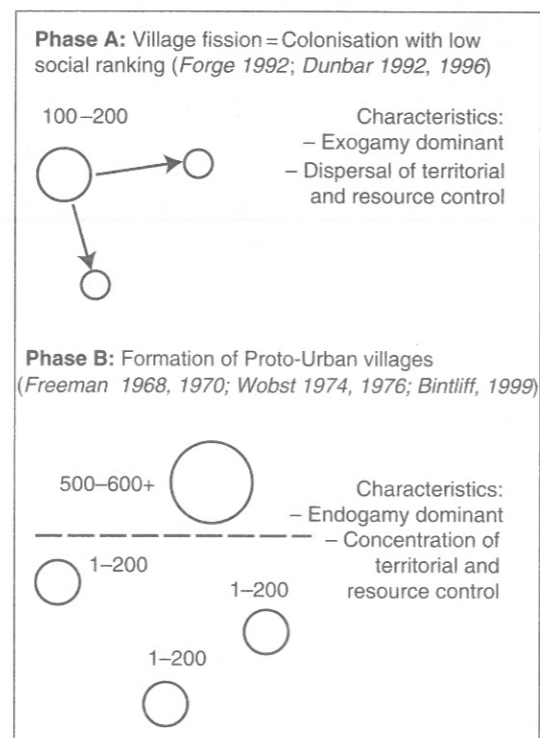 Phase A: Village fission = Colonisation with low
social ranking (Forge 1992; Dunbar 1992, 1996)
100–200
Characteristics:
– Exogamy dominant
– Dispersal of territorial
and resource control
Phase B: Formation of Proto-Urban villages
(Freeman 1968, 1970; Wobst 1974, 1976; Bintliff, 1999)
500–600+
Characteristics:
– Endogamy dominant
– Concentration of
territorial and
resource control
1–200
1–200
1–200